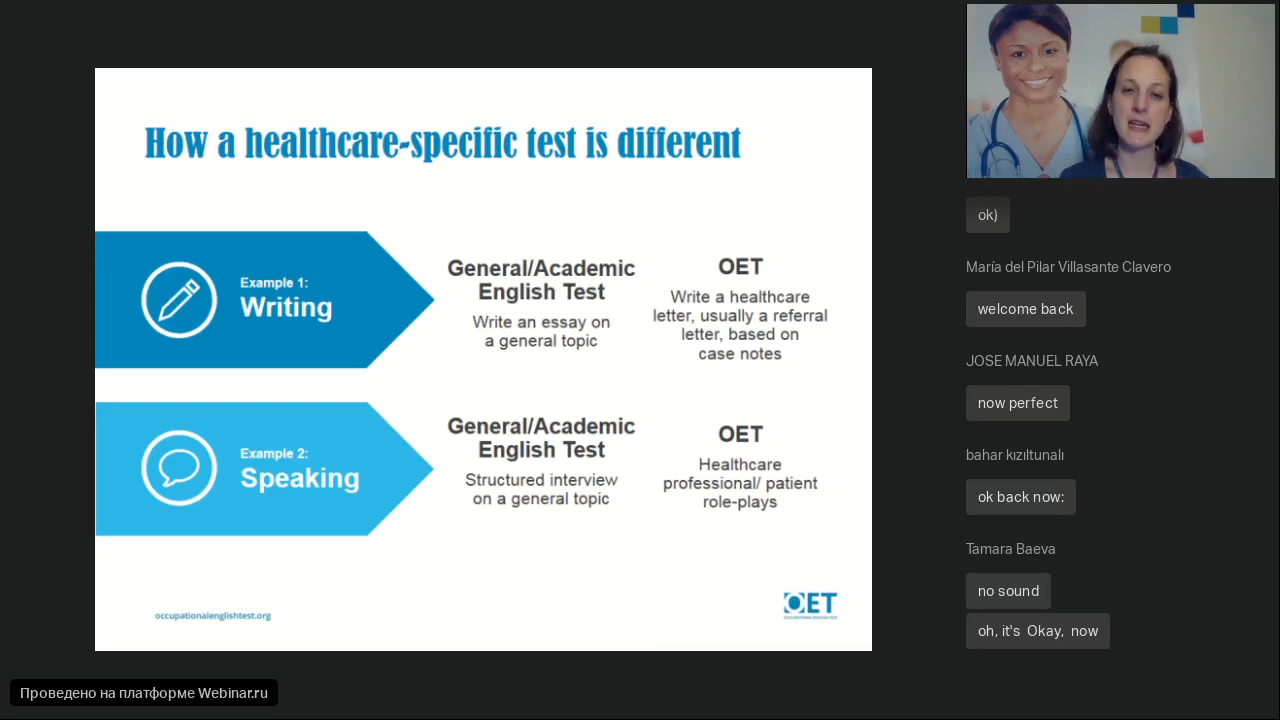 How a healthcare-specific test is different
Example 1:
Writing
General/Academic
English Test
Write an essay on
a general topic
OET
Write a healthcare
letter, usually a referral
letter, based on
case notes
Example 2:
Speaking
General/Academic
English Test
Structured interview
on a general topic
OET
Healthcare
professional/ patient
role-plays
occupationalenglishtest.org
OET
OCCUPATIONAL ENGLISH TEST
ok)
María del Pilar Villasante Clavero
welcome back
JOSE MANUEL RAYA
now perfect
bahar kızıltunalı
ok back now:
Tamara Baeva
no sound
oh, it's Okay, now
Проведено на платформе Webinar.ru